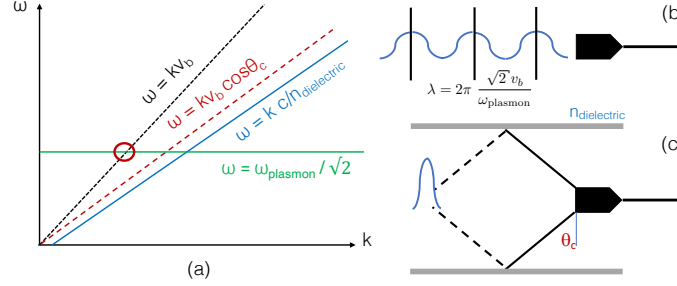 ω
ω = kv_b
ω = kv_b cosθ_c
ω = k c/n_dielectric
ω = ω_plasmon / √2
k
(a)
(b)
λ = 2π √2 v_b / ω_plasmon
n_dielectric
(c)
θ_c